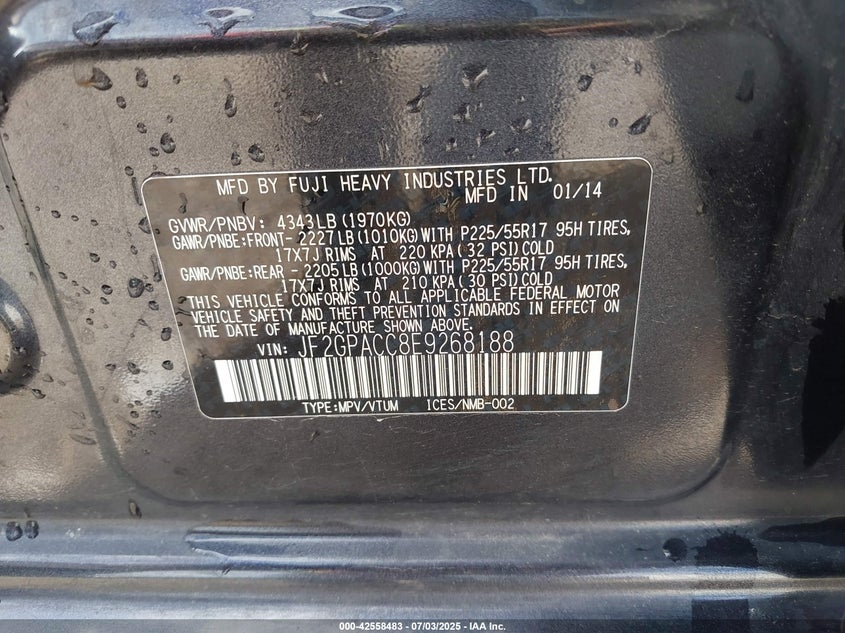 MFD BY FUJI HEAVY INDUSTRIES LTD.
MFD IN 01/14
GVWR/PNBV: 4343LB(1970KG)
GAWR/PNBE:FRONT- 2227LB(1010KG)WITH P225/55R17 95H TIRES,
17X7J RIMS AT 220 KPA(32 PSI)COLD
GAWR/PNBE:REAR - 2205LB(1000KG)WITH P225/55R17 95H TIRES,
17X7J RIMS AT 210 KPA(30 PSI)COLD
THIS VEHICLE CONFORMS TO ALL APPLICABLE FEDERAL MOTOR
VEHICLE SAFETY AND THEFT PREVENTION STANDARDS IN EFFECT ON
THE DATE OF MANUFACTURE SHOWN ABOVE.
VIN: JF2GPACC8E9268188
TYPE:MPV/VTUM ICES/NMB-002
000-42558483 - 07/03/2025 - IAA Inc.